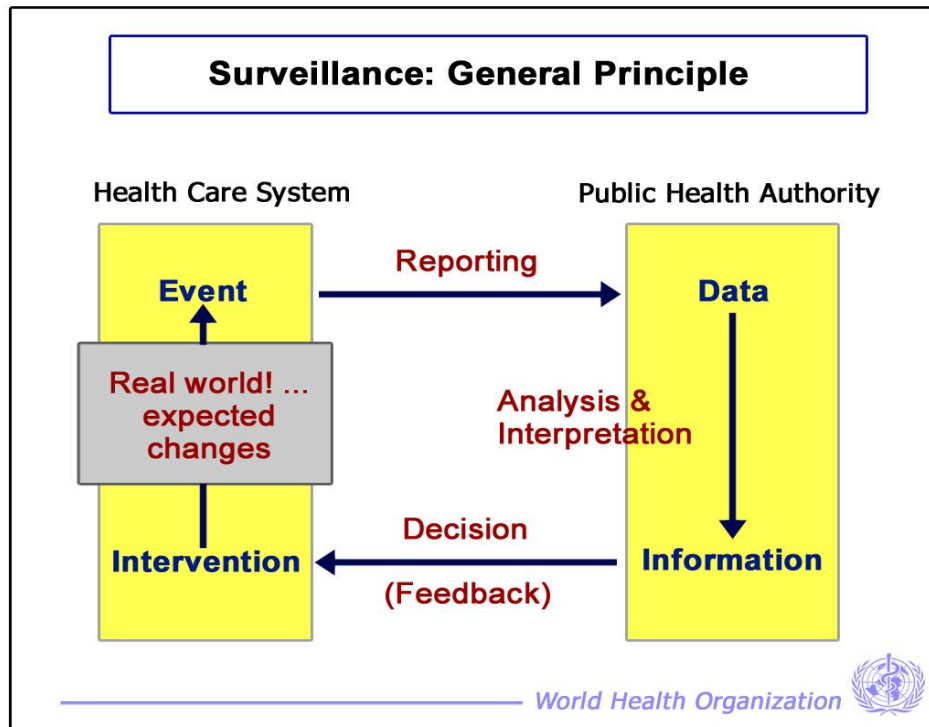 Surveillance: General Principle
Health Care System
Public Health Authority
Event
Reporting
Data
Real world! ...
expected
changes
Analysis &
Interpretation
Intervention
Decision
(Feedback)
Information
World Health Organization